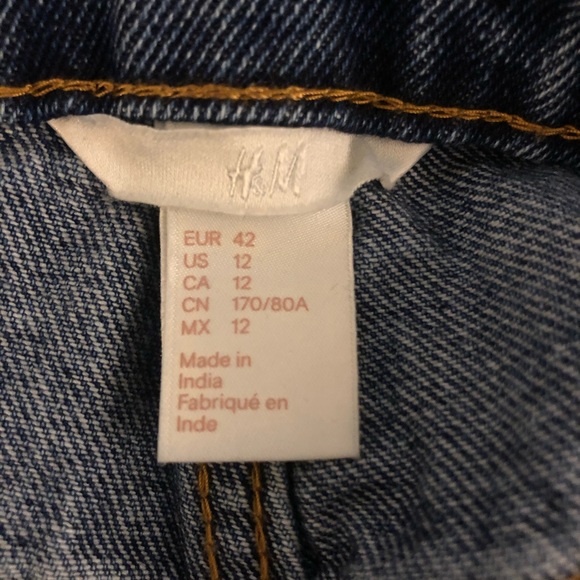 H&M
EUR 42
US 12
CA 12
CN 170/80A
MX 12
Made in
India
Fabriqué en
Inde